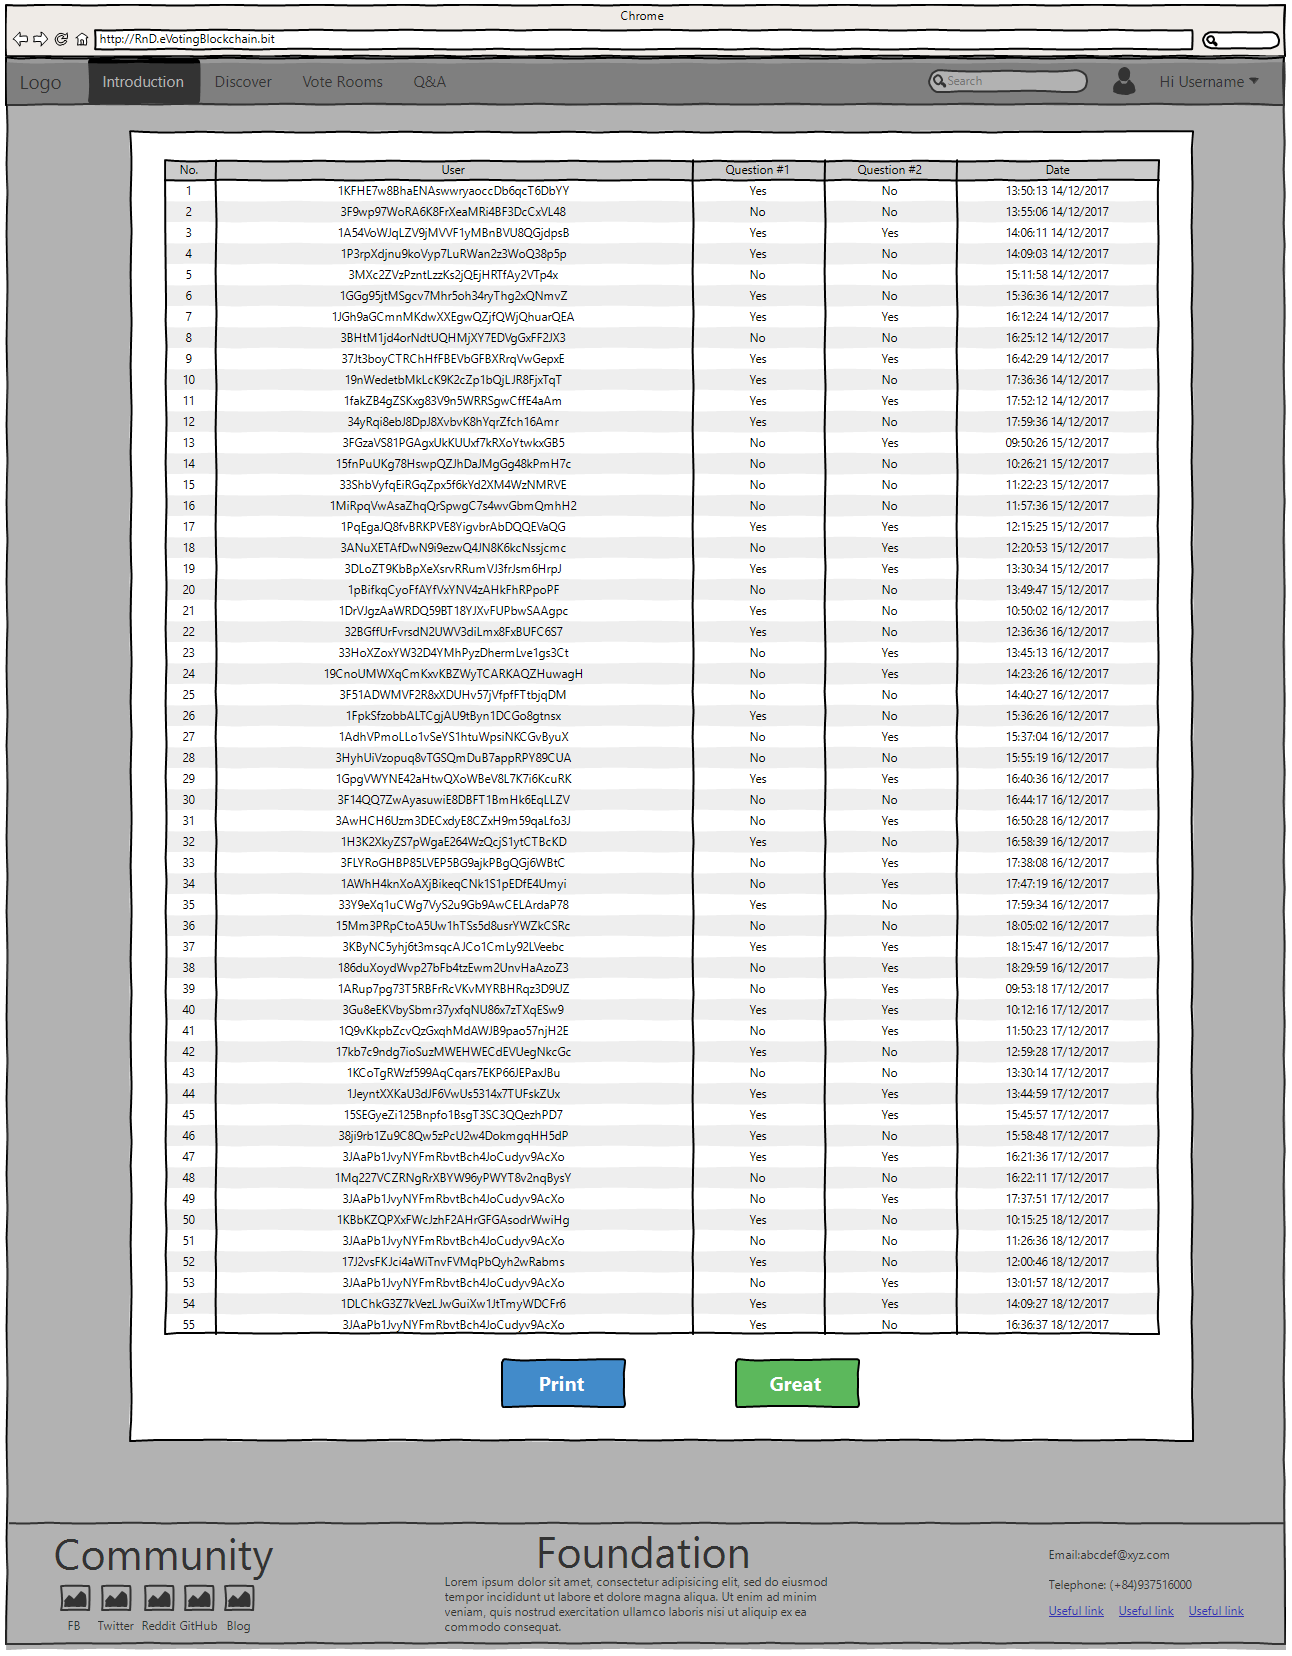 Chrome
http://RnD.eVotingBlockchain.bit
Logo Introduction Discover Vote Rooms Q&A Search Hi Username
No. User Question #1 Question #2 Date
1 1KFHE7w8BhaENAswwryaoccDb6qcT6DbYY Yes No 13:50:13 14/12/2017
2 3F9wp97WoRA6K8FrXeaMRi4BF3DcCxVL48 No No 13:55:06 14/12/2017
3 1A54VoWJqLZV9jMVVF1yMBnBVU8QGjdpsB Yes Yes 14:06:11 14/12/2017
4 1P3rpXdjnu9koVyp7LuRWan2z3WoQ38p5p Yes No 14:09:03 14/12/2017
5 3MXc2ZVzPzntLzzKs2jQEjHRTfAy2VTp4x No No 15:11:58 14/12/2017
6 1GGg95jtMSgcv7Mhr5oh34ryThg2xQNmvZ Yes No 15:36:36 14/12/2017
7 1JGh9aGCmnMKdwXXEgwQZjfQWjQhuarQEA Yes Yes 16:12:24 14/12/2017
8 3BHtM1jd4orNdtUQHMjXY7EDVgGxFF2JX3 No No 16:25:12 14/12/2017
9 37Jt3boyCTRChHfFBEVbGFBXRrqVwGepxE Yes Yes 16:42:29 14/12/2017
10 19nWedetbMkLcK9K2cZp1bQjLJR8FjxTqT Yes No 17:36:36 14/12/2017
11 1fakZB4gZSKxg83V9n5WRRSgwCffE4aAm Yes Yes 17:52:12 14/12/2017
12 34yRqi8ebJ8DpJ8XvbvK8hYqrZfch16Amr Yes No 17:59:36 14/12/2017
13 3FGzaVS81PGAgxUkKUUxf7kRXoYtwkxGB5 No Yes 09:50:26 15/12/2017
14 15fnPuUKg78HswpQZJhDaJMgGg48kPmH7c No No 10:26:21 15/12/2017
15 33ShbVyfqEiRGqZpx5f6kYd2XM4WzNMRVE No No 11:22:23 15/12/2017
16 1MiRpqVwAsaZhqQrSpwgC7s4wvGbmQmhH2 No No 11:57:36 15/12/2017
17 1PqEgaJQ8fvBRKPVE8YigvbrAbDQQEVaQG Yes Yes 12:15:25 15/12/2017
18 3ANuXETAfDwN9i9ezwQ4JN8K6kcNssjcmc No Yes 12:20:53 15/12/2017
19 3DLoZT9KbBpXeXsrvRRumVJ3frJsm6HrpJ Yes Yes 13:30:34 15/12/2017
20 1pBifkqCyoFfAYfVxYNV4zAHkFhRPpoPF No No 13:49:47 15/12/2017
21 1DrVJgzAaWRDQ59BT18YJXvFUPbwSAAgpc Yes No 10:50:02 16/12/2017
22 32BGffUrFvrsdN2UWV3diLmx8FxBUFC6S7 Yes No 12:36:36 16/12/2017
23 33HoXZoxYW32D4YMhPyzDhermLve1gs3Ct No Yes 13:45:13 16/12/2017
24 19CnoUMWXqCmKxvKBZWyTCARKAQZHuwagH No Yes 14:23:26 16/12/2017
25 3F51ADWMVF2R8xXDUHv57jVfpfFTtbjqDM No No 14:40:27 16/12/2017
26 1FpkSfzobbALTCgjAU9tByn1DCGo8gtnsx Yes No 15:36:26 16/12/2017
27 1AdhVPmoLLo1vSeYS1htuWpsiNKCGvByuX No Yes 15:37:04 16/12/2017
28 3HyhUiVzopuq8vTGSQmDuB7appRPY89CUA No No 15:55:19 16/12/2017
29 1GpgVWYNE42aHtwQXoWBeV8L7K7i6KcuRK Yes Yes 16:40:36 16/12/2017
30 3F14QQ7ZwAyasuwiE8DBFT1BmHk6EqLLZV No No 16:44:17 16/12/2017
31 3AwHCH6Uzm3DECxdyE8CZxH9m59qaLfo3J No Yes 16:50:28 16/12/2017
32 1H3K2XkyZS7pWgaE264WzQcjS1ytCTBcKD Yes No 16:58:39 16/12/2017
33 3FLYRoGHBP85LVEP5BG9ajkPBgQGj6WBtC No Yes 17:38:08 16/12/2017
34 1AWhH4knXoAXjBikeqCNk1S1pEDfE4Umyi No Yes 17:47:19 16/12/2017
35 33Y9eXq1uCWg7VyS2u9Gb9AwCELArdaP78 Yes No 17:59:34 16/12/2017
36 15Mm3PRpCtoA5Uw1hTSs5d8usrYWZkCSRc No No 18:05:02 16/12/2017
37 3KByNC5yhj6t3msqcAJCo1CmLy92LVeebc Yes Yes 18:15:47 16/12/2017
38 186duXoydWvp27bFb4tzEwm2UnvHaAzoZ3 No Yes 18:29:59 16/12/2017
39 1ARup7pg73T5RBFrRcVKvMYRBHRqz3D9UZ No Yes 09:53:18 17/12/2017
40 3Gu8eEKVbySbmr37yxfqNU86x7zTXqESw9 Yes Yes 10:12:16 17/12/2017
41 1Q9vKkpbZcvQzGxqhMdAWJB9pao57njH2E No Yes 11:50:23 17/12/2017
42 17kb7c9ndg7ioSuzMWEHWECdEVUegNkcGc Yes No 12:59:28 17/12/2017
43 1KCoTgRWzf599AqCqars7EKP66JEPaxJBu No No 13:30:14 17/12/2017
44 1JeyntXXKaU3dJF6VwUs5314x7TUFskZUx Yes Yes 13:44:59 17/12/2017
45 15SEGyeZi125Bnpfo1BsgT3SC3QQezhPD7 Yes Yes 15:45:57 17/12/2017
46 38ji9rb1Zu9C8Qw5zPcU2w4DokmgqHH5dP Yes No 15:58:48 17/12/2017
47 3JAaPb1JvyNYFmRbvtBch4JoCudyv9AcXo Yes Yes 16:21:36 17/12/2017
48 1Mq227VCZRNgRrXBYW96yPWYT8v2nqBysY No No 16:22:11 17/12/2017
49 3JAaPb1JvyNYFmRbvtBch4JoCudyv9AcXo No Yes 17:37:51 17/12/2017
50 1KBbKZQPXxFWcJzhF2AHrGFGAsodrWwiHg Yes No 10:15:25 18/12/2017
51 3JAaPb1JvyNYFmRbvtBch4JoCudyv9AcXo No No 11:26:36 18/12/2017
52 17J2vsFKJci4aWiTnvFVMqPbQyh2wRabms Yes No 12:00:46 18/12/2017
53 3JAaPb1JvyNYFmRbvtBch4JoCudyv9AcXo No Yes 13:01:57 18/12/2017
54 1DLChkG3Z7kVezLJwGuiXw1JtTmyWDCFr6 Yes Yes 14:09:27 18/12/2017
55 3JAaPb1JvyNYFmRbvtBch4JoCudyv9AcXo Yes No 16:36:37 18/12/2017
Print Great
Community
FB Twitter Reddit GitHub Blog
Foundation
Lorem ipsum dolor sit amet, consectetur adipisicing elit, sed do eiusmod
tempor incididunt ut labore et dolore magna aliqua. Ut enim ad minim
veniam, quis nostrud exercitation ullamco laboris nisi ut aliquip ex ea
commodo consequat.
Email:abcdef@xyz.com
Telephone: (+84)937516000
Useful link Useful link Useful link